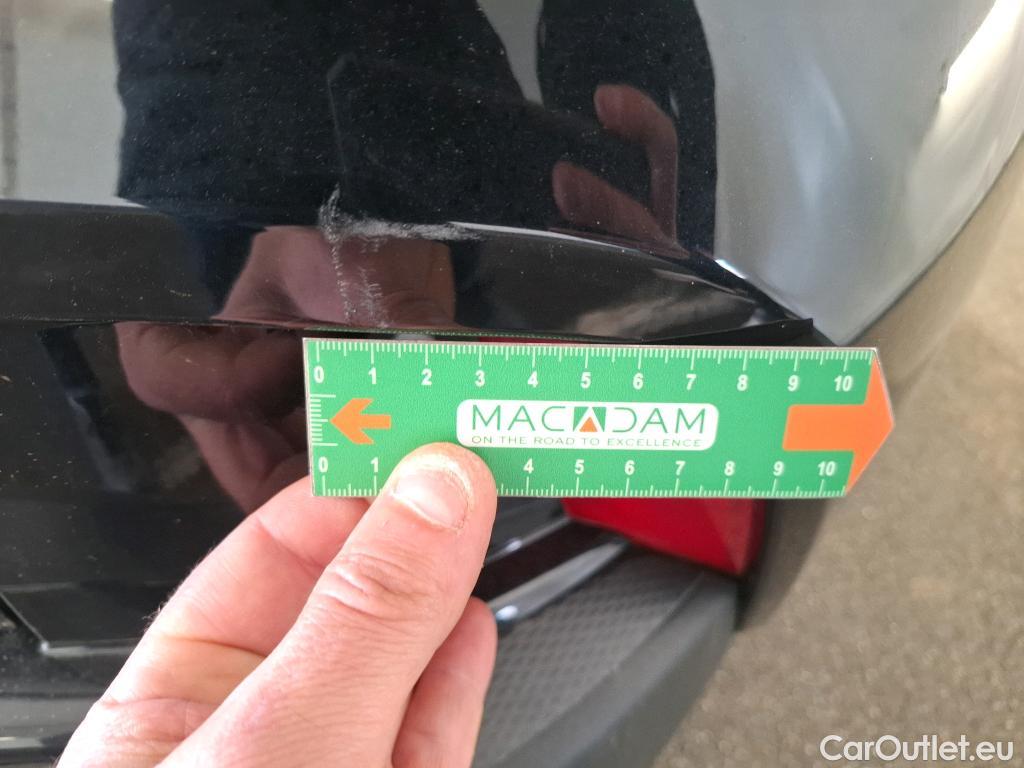 0 1 2 3 4 5 6 7 8 9 10
MACADAM
ON THE ROAD TO EXCELLENCE
0 1 4 5 6 7 8 9 10
CarOutlet.eu